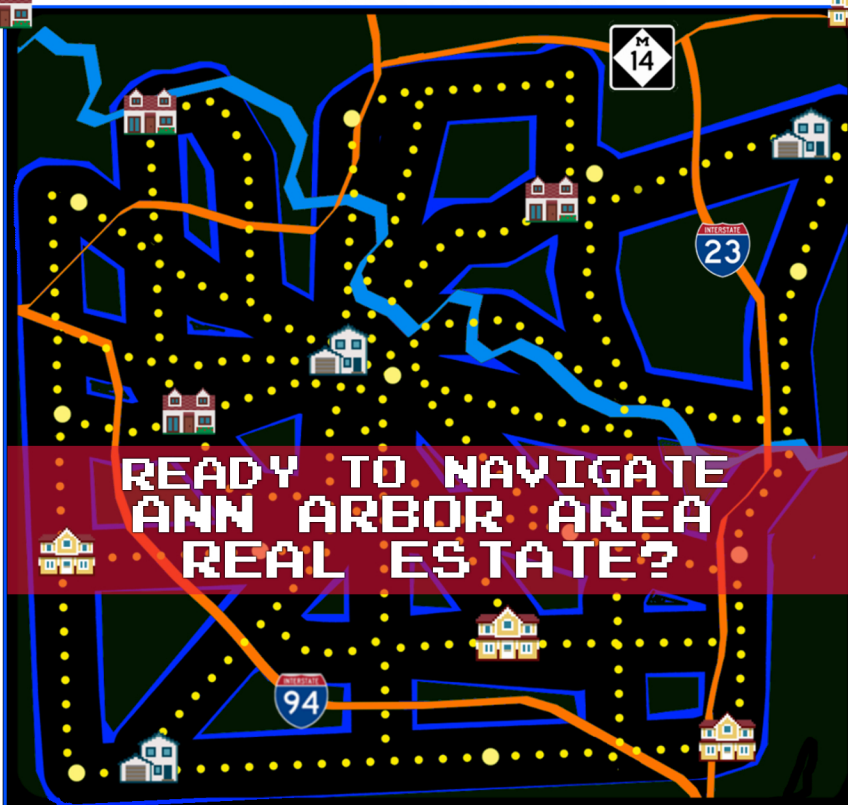 M
14
INTERSTATE
23
READY TO NAVIGATE
ANN ARBOR AREA
REAL ESTATE?
INTERSTATE
94